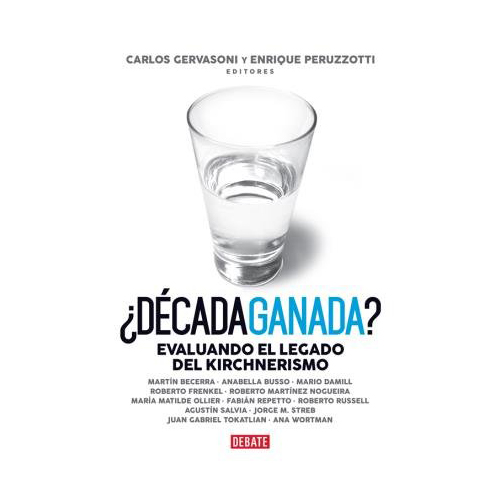 CARLOS GERVASONI Y ENRIQUE PERUZZOTTI
EDITORES
¿DÉCADAGANADA?
EVALUANDO EL LEGADO
DEL KIRCHNERISMO
MARTÍN BECERRA · ANABELLA BUSSO · MARIO DAMILL
ROBERTO FRENKEL · ROBERTO MARTÍNEZ NOGUEIRA
MARÍA MATILDE OLLIER · FABIÁN REPETTO · ROBERTO RUSSELL
AGUSTÍN SALVIA · JORGE M. STREB
JUAN GABRIEL TOKATLIAN · ANA WORTMAN
DEBATE